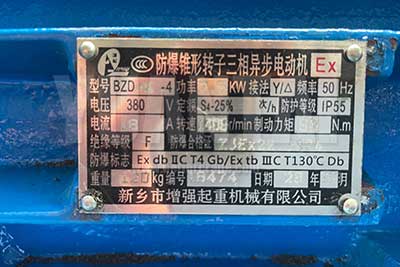 防爆锥形转子三相异步电动机 Ex
型号 BZD -4 功率 KW 接法 Y/△ 频率 50 Hz
电压 380 V 定额 S4-25% 次/h 防护等级 IP55
电流 A 转速 r/min 制动力矩 N.m
绝缘等级 F 防爆合格证
防爆标志 Ex db ⅡC T4 Gb/Ex tb ⅢC T130℃ Db
重量 kg 编号 5474 日期
新乡市增强起重机械有限公司